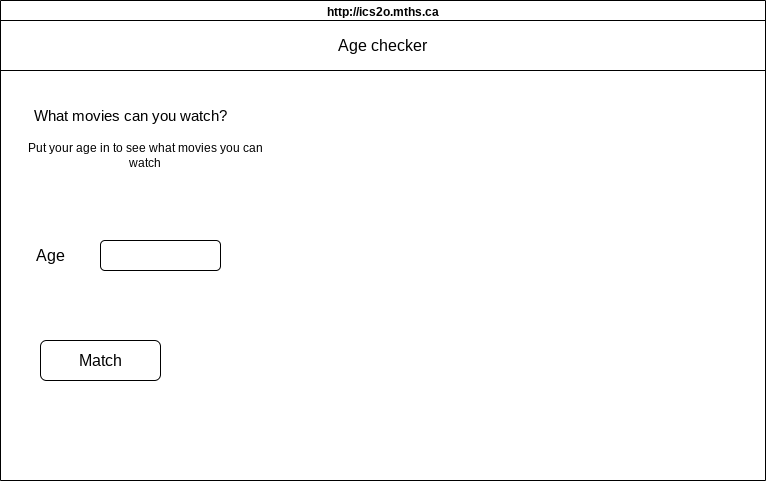 http://ics2o.mths.ca
Age checker
What movies can you watch?
Put your age in to see what movies you can
watch
Age
Match